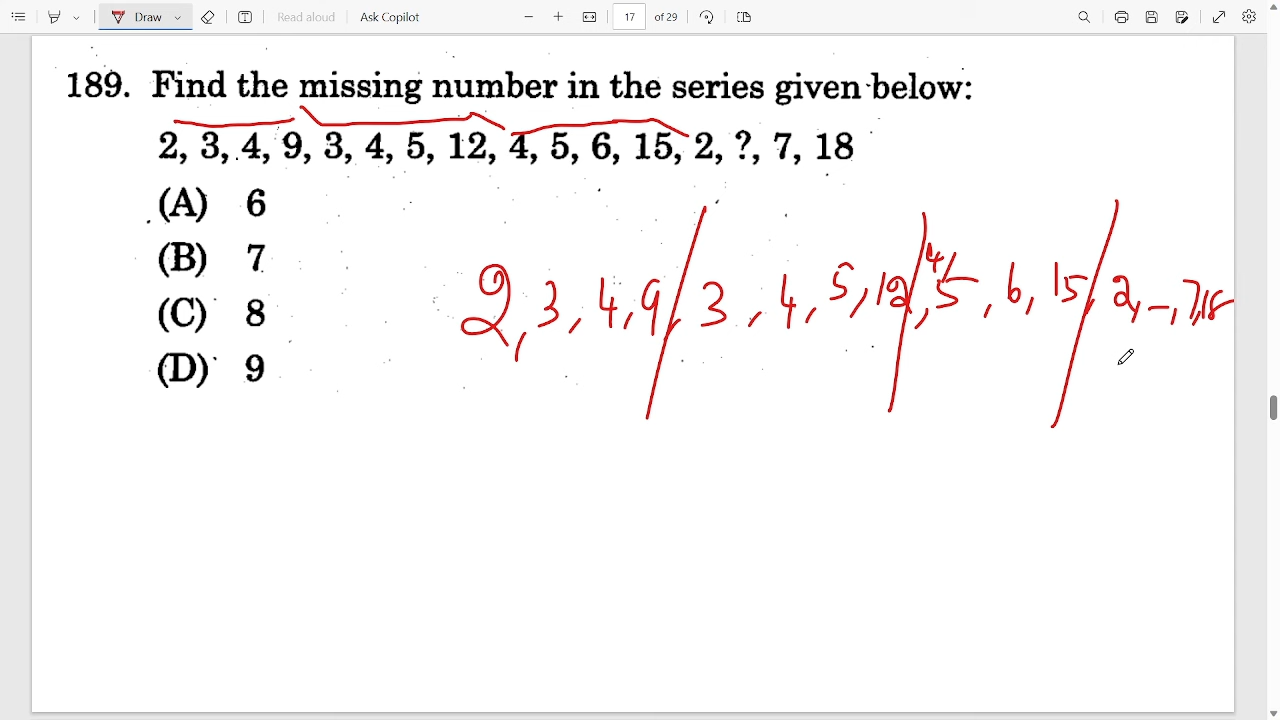 Draw
Read aloud
Ask Copilot
17
of 29
189. Find the missing number in the series given below:
2, 3, 4, 9, 3, 4, 5, 12, 4, 5, 6, 15, 2, ?, 7, 18
(A) 6
(B) 7
(C) 8
(D) 9
2, 3, 4, 9, 3, 4, 5, 12, 4, 5, 6, 15, 2, –, 7, 18